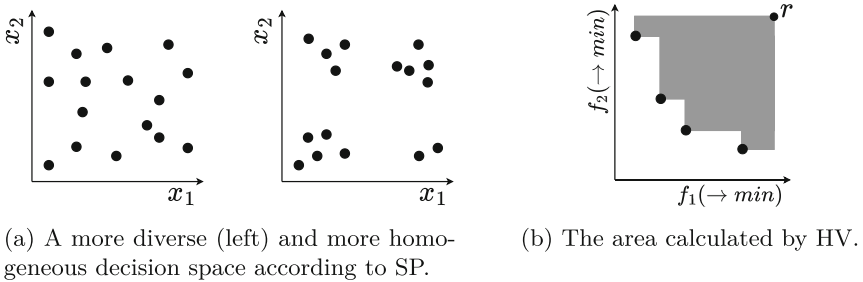 x2
x1
x2
x1
r
f2(→ min)
f1(→ min)
(a) A more diverse (left) and more homo-
geneous decision space according to SP.
(b) The area calculated by HV.